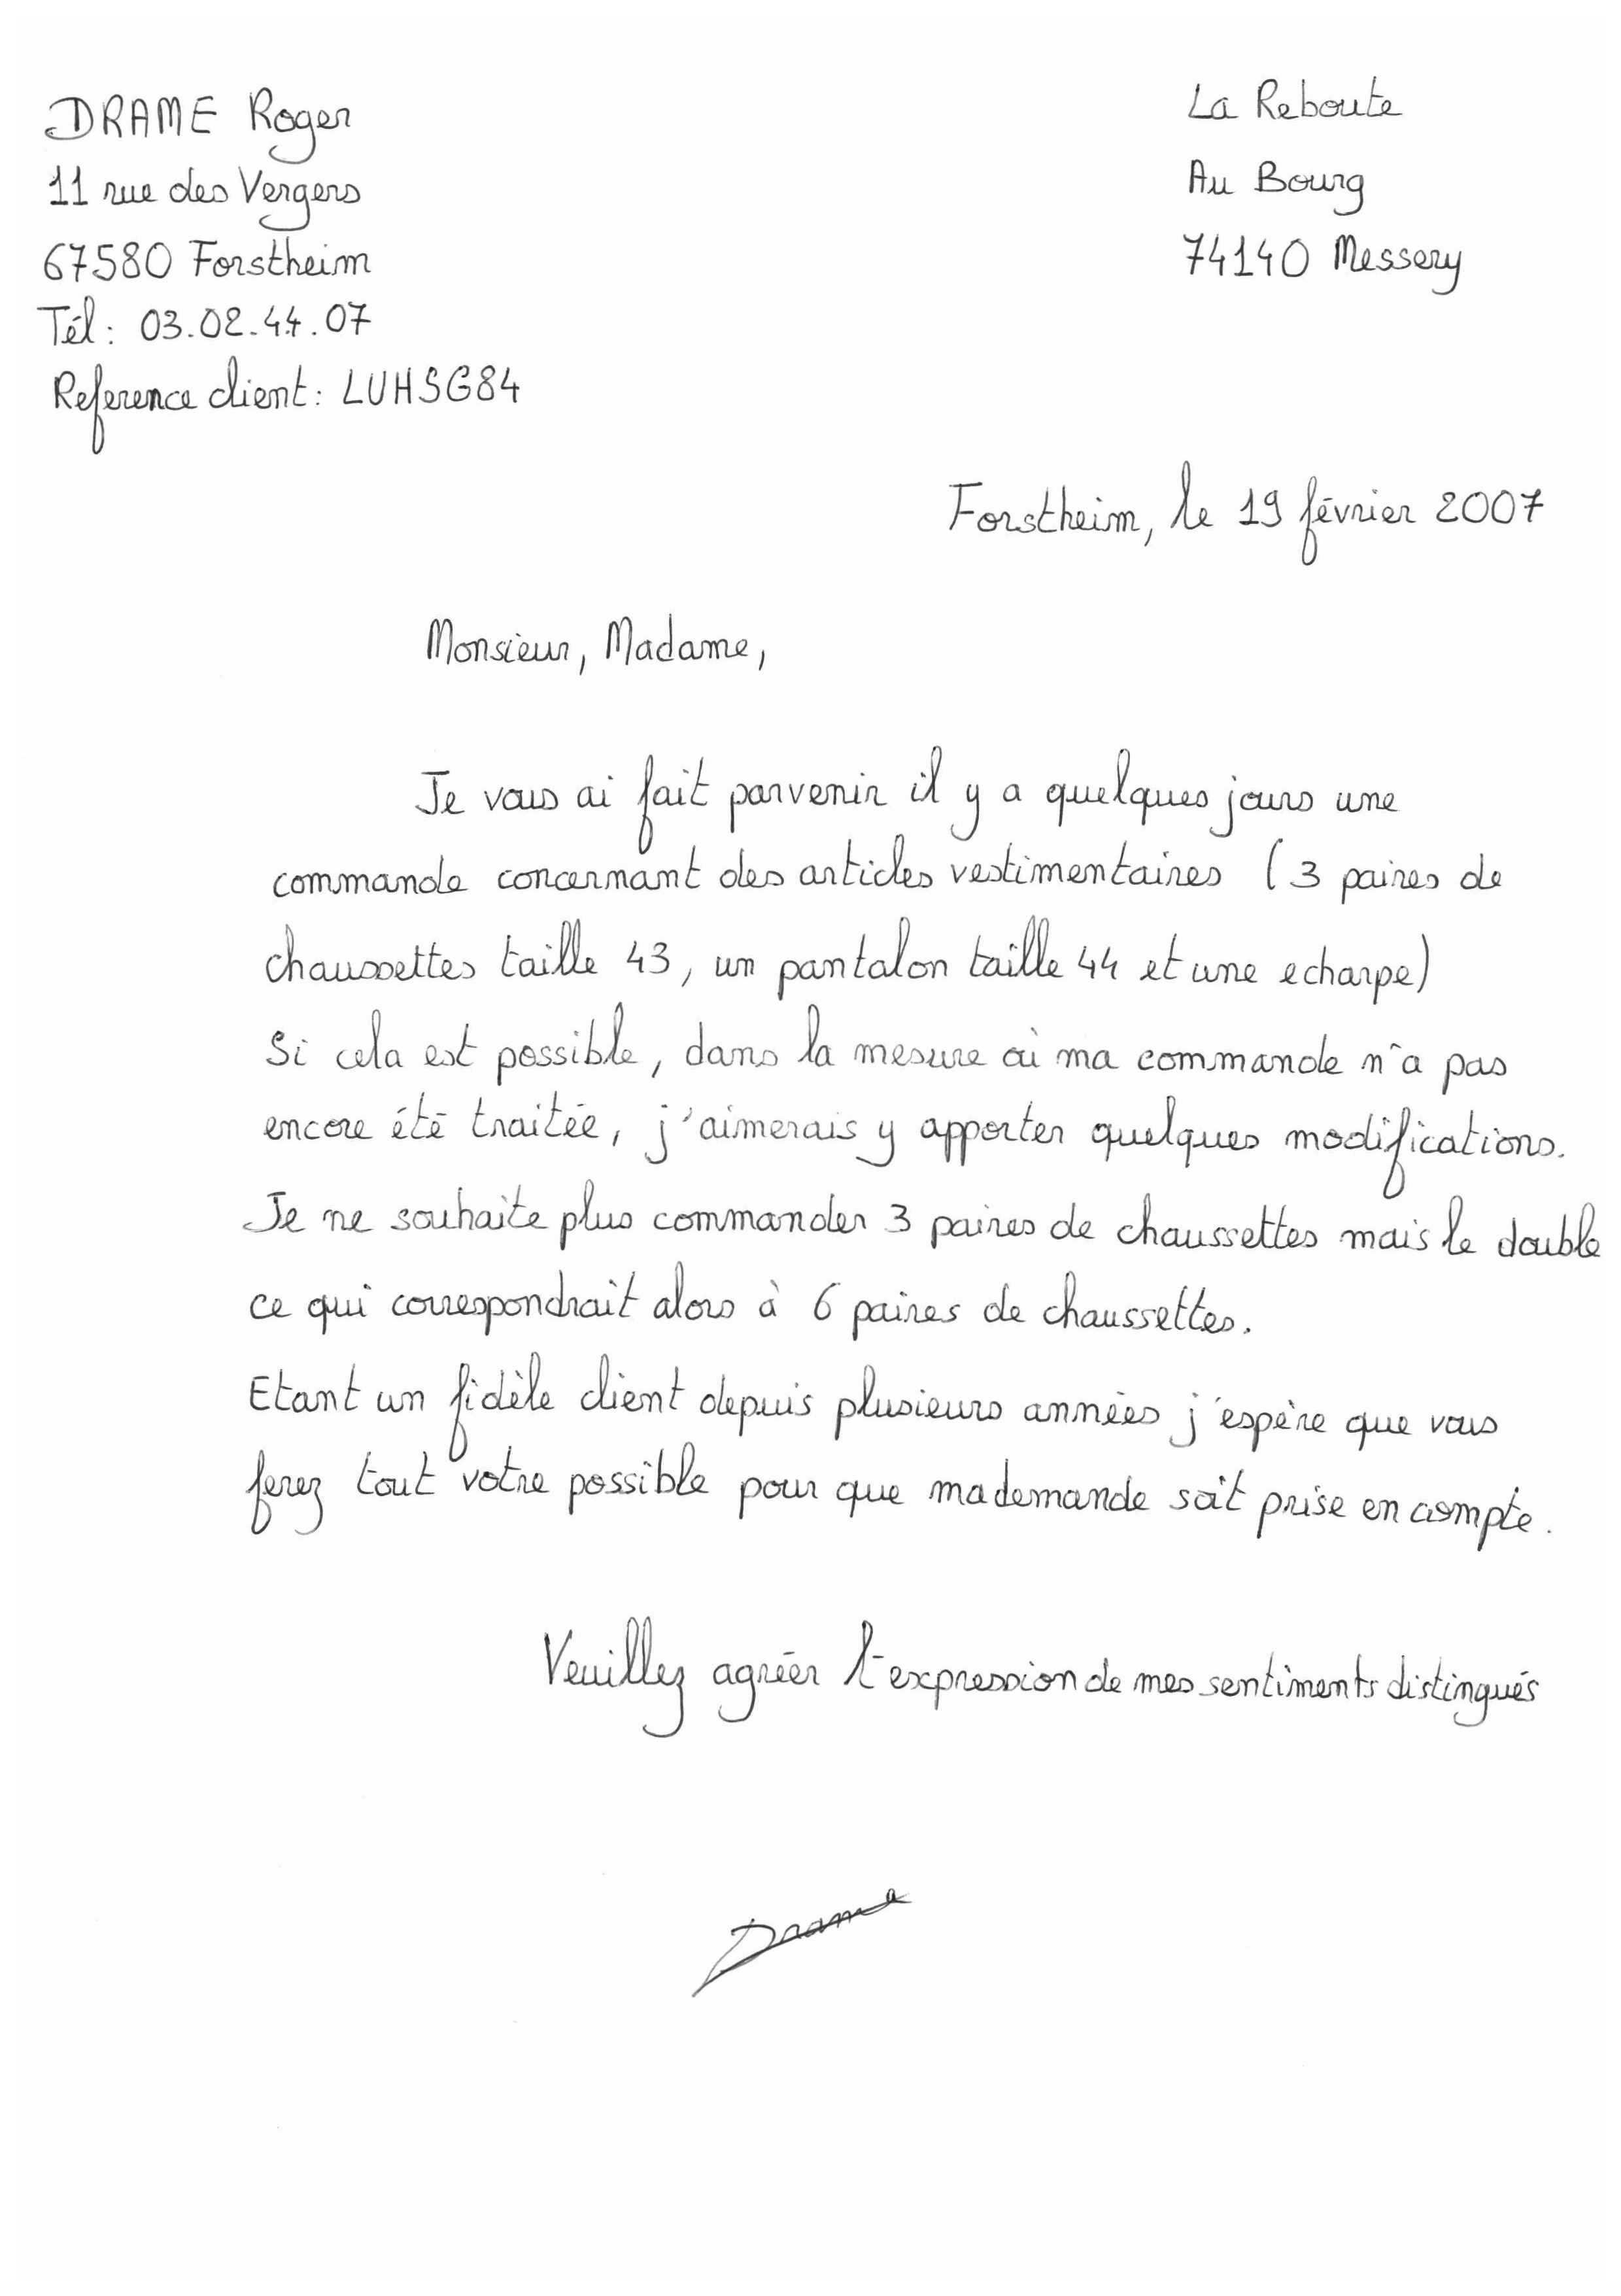 DRAME Roger
11 rue des Vergers
67580 Forstheim
Tél: 03.02.44.07
Reference client: LUHSG84
La Reboute
Au Bourg
74140 Messery
Forstheim, le 19 février 2007
Monsieur, Madame,
Je vous ai fait parvenir il y a quelques jours une
commande concernant des articles vestimentaires (3 paires de
chaussettes taille 43, un pantalon taille 44 et une echarpe)
Si cela est possible, dans la mesure où ma commande n'a pas
encore été traitée, j'aimerais y apporter quelques modifications.
Je ne souhaite plus commander 3 paires de chaussettes mais le double
ce qui correspondrait alors à 6 paires de chaussettes.
Etant un fidèle client depuis plusieurs années j'espère que vous
ferez tout votre possible pour que ma demande soit prise en compte.
Veuillez agréer l'expression de mes sentiments distingués
Drame